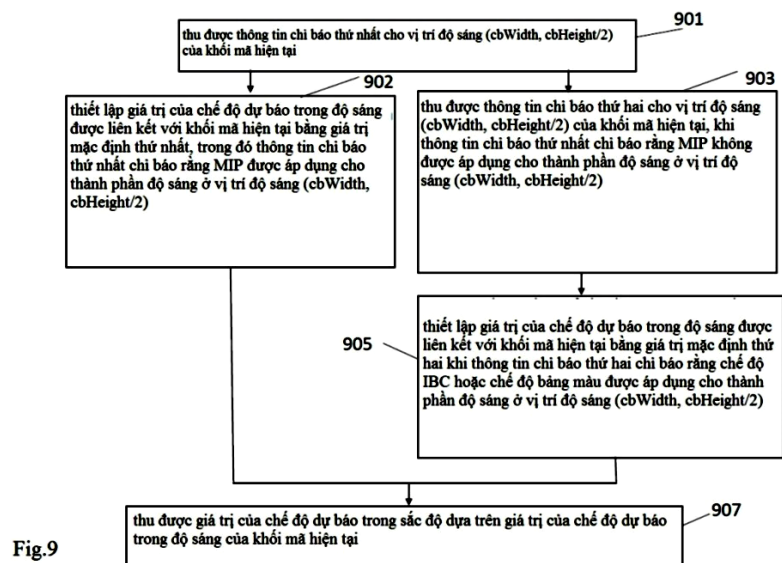 901
thu được thông tin chỉ báo thứ nhất cho vị trí độ sáng (cbWidth, cbHeight/2)
của khối mã hiện tại
902
thiết lập giá trị của chế độ dự báo trong độ sáng
được liên kết với khối mã hiện tại bằng giá trị
mặc định thứ nhất, trong đó thông tin chỉ báo
thứ nhất chỉ báo rằng MIP được áp dụng cho
thành phần độ sáng ở vị trí độ sáng (cbWidth,
cbHeight/2)
903
thu được thông tin chỉ báo thứ hai cho vị trí độ sáng
(cbWidth, cbHeight/2) của khối mã hiện tại, khi
thông tin chỉ báo thứ nhất chỉ báo rằng MIP không
được áp dụng cho thành phần độ sáng ở vị trí độ
sáng (cbWidth, cbHeight/2)
905
thiết lập giá trị của chế độ dự báo trong độ sáng được
liên kết với khối mã hiện tại bằng giá trị mặc định thứ
hai khi thông tin chỉ báo thứ hai chỉ báo rằng chế độ
IBC hoặc chế độ bảng màu được áp dụng cho thành
phần độ sáng ở vị trí độ sáng (cbWidth, cbHeight/2)
907
thu được giá trị của chế độ dự báo trong sắc độ dựa trên giá trị của chế độ dự báo
trong độ sáng của khối mã hiện tại
Fig.9